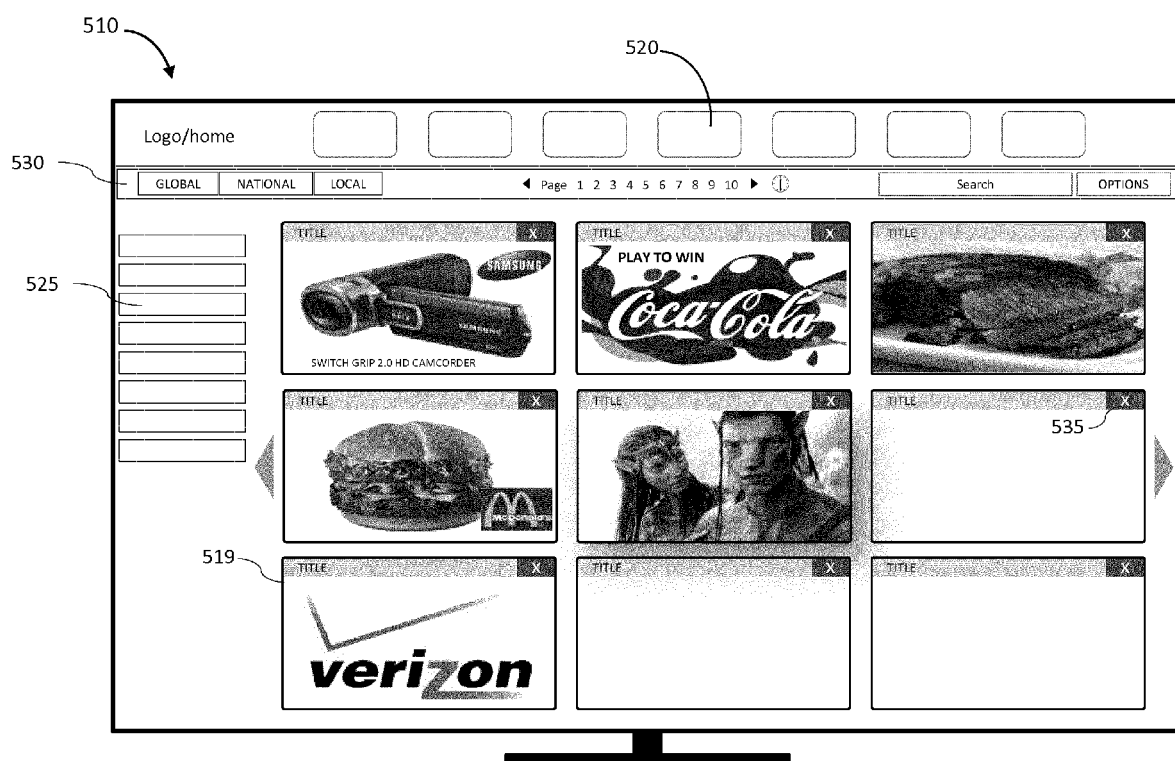 510
520
Logo/home
530
GLOBAL NATIONAL LOCAL Page 1 2 3 4 5 6 7 8 9 10 Search OPTIONS
TITLE X TITLE X TITLE X
SAMSUNG
PLAY TO WIN
Coca-Cola
525
SAMSUNG
SWITCH GRIP 2.0 HD CAMCORDER
TITLE X TITLE X TITLE X
535
McDonald's
519
TITLE X TITLE X TITLE X
verizon